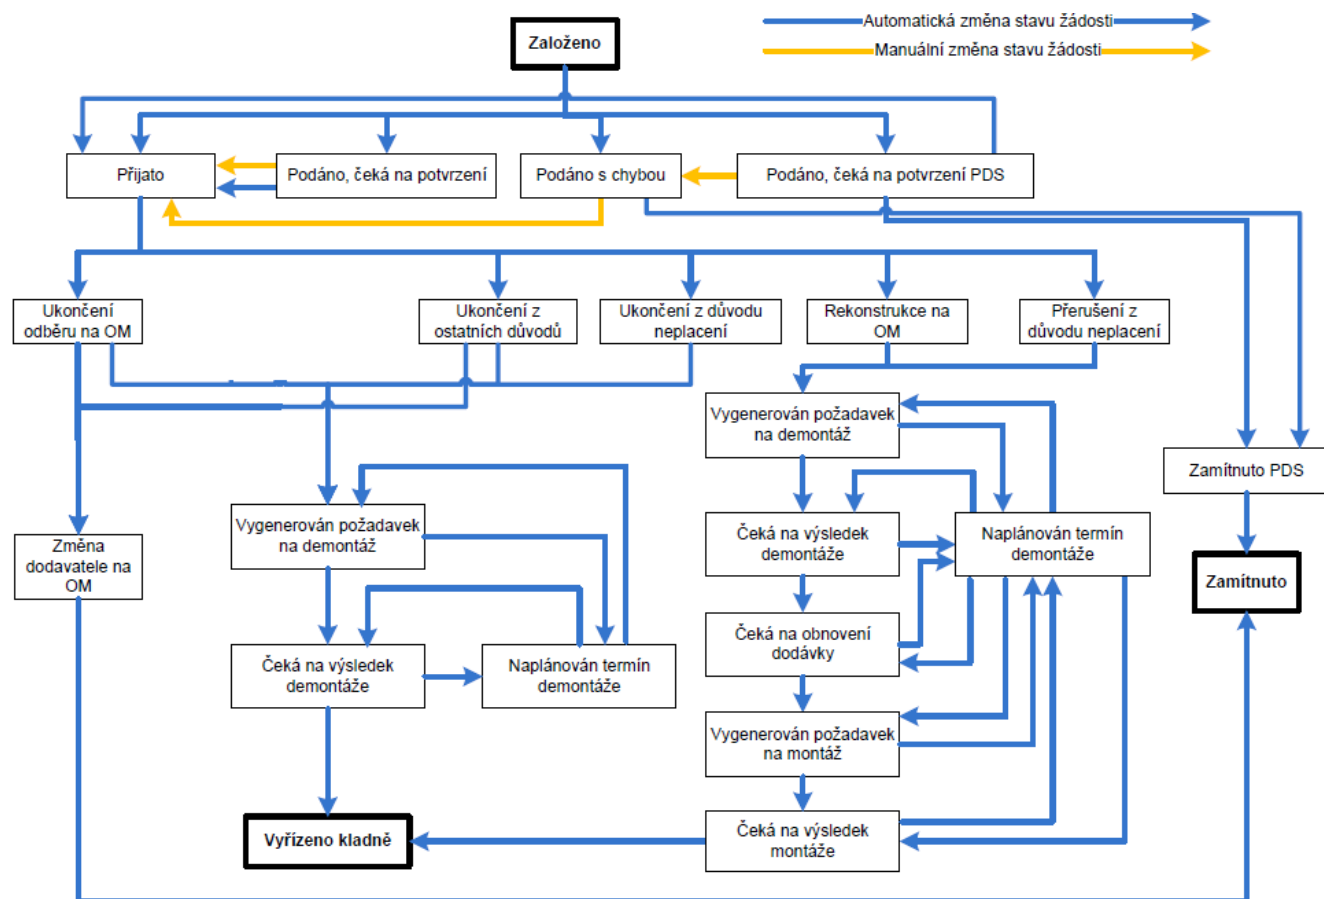 Založeno
Automatická změna stavu žádosti
Manuální změna stavu žádosti
Přijato
Podáno, čeká na potvrzení
Podáno s chybou
Podáno, čeká na potvrzení PDS
Ukončení
odběru na OM
Ukončení z
ostatních důvodů
Ukončení z důvodu
neplacení
Rekonstrukce na
OM
Přerušení z
důvodu neplacení
Vygenerován požadavek
na demontáž
Zamítnuto PDS
Vygenerován požadavek
na demontáž
Čeká na výsledek
demontáže
Naplánován termín
demontáže
Změna
dodavatele na
OM
Zamítnuto
Čeká na obnovení
dodávky
Čeká na výsledek
demontáže
Naplánován termín
demontáže
Vygenerován požadavek
na montáž
Vyřízeno kladně
Čeká na výsledek
montáže